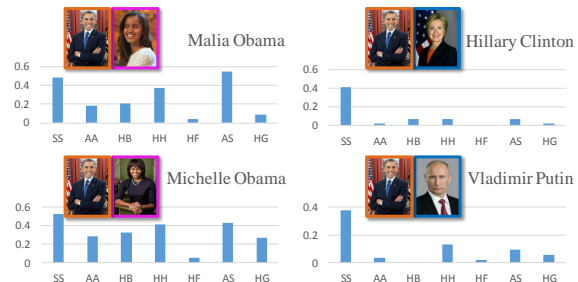 Malia Obama
0.6
0.4
0.2
0
SS AA HB HH HF AS HG
Hillary Clinton
0.6
0.4
0.2
0
SS AA HB HH HF AS HG
Michelle Obama
0.6
0.4
0.2
0
SS AA HB HH HF AS HG
Vladimir Putin
0.4
0.2
0
SS AA HB HH HF AS HG